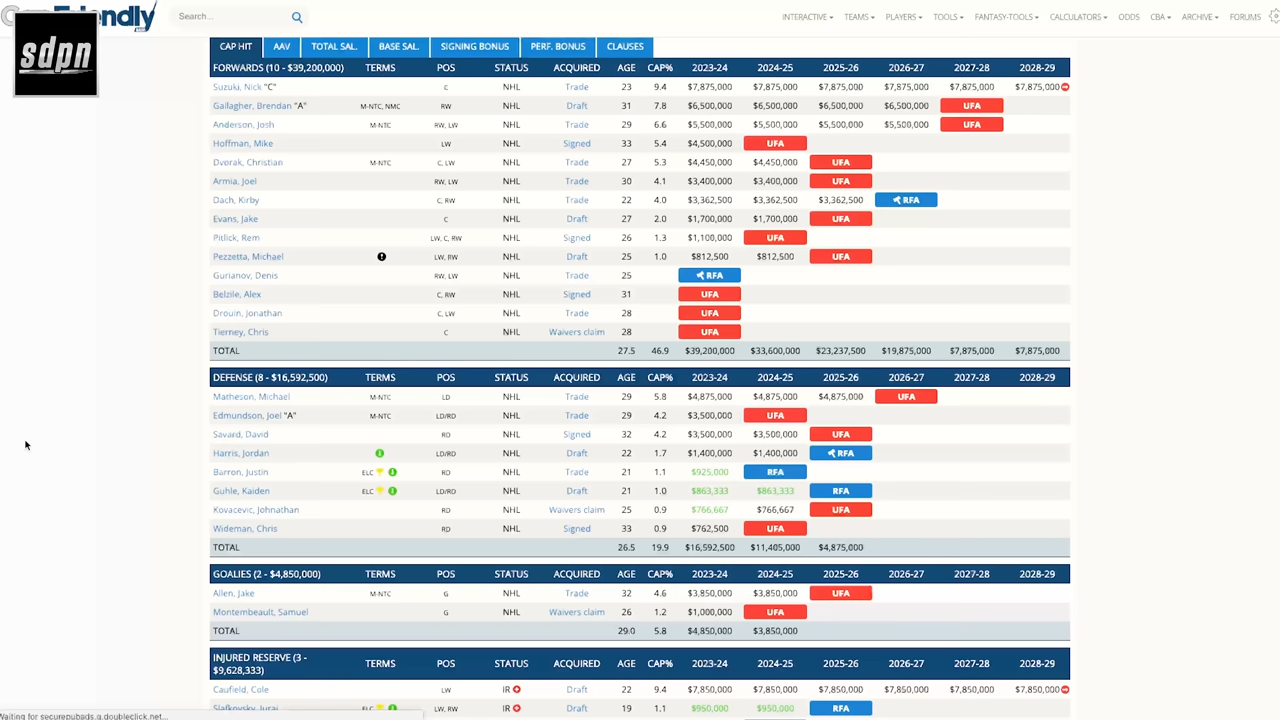 CapFriendly
sdpn
Search...
INTERACTIVE TEAMS PLAYERS TOOLS FANTASY-TOOLS CALCULATORS ODDS CBA ARCHIVE FORUMS
CAP HIT AAV TOTAL SAL. BASE SAL. SIGNING BONUS PERF. BONUS CLAUSES
FORWARDS (10 - $39,200,000) TERMS POS STATUS ACQUIRED AGE CAP% 2023-24 2024-25 2025-26 2026-27 2027-28 2028-29
Suzuki, Nick "C" C NHL Trade 23 9.4 $7,875,000 $7,875,000 $7,875,000 $7,875,000 $7,875,000 $7,875,000
Gallagher, Brendan "A" M-NTC, NMC RW NHL Draft 31 7.8 $6,500,000 $6,500,000 $6,500,000 $6,500,000 UFA
Anderson, Josh M-NTC RW, LW NHL Trade 29 6.6 $5,500,000 $5,500,000 $5,500,000 $5,500,000 UFA
Hoffman, Mike LW NHL Signed 33 5.4 $4,500,000 UFA
Dvorak, Christian M-NTC C, LW NHL Trade 27 5.3 $4,450,000 $4,450,000 UFA
Armia, Joel RW, LW NHL Trade 30 4.1 $3,400,000 $3,400,000 UFA
Dach, Kirby C, RW NHL Trade 22 4.0 $3,362,500 $3,362,500 $3,362,500 RFA
Evans, Jake C NHL Draft 27 2.0 $1,700,000 $1,700,000 UFA
Pitlick, Rem LW, C, RW NHL Signed 26 1.3 $1,100,000 UFA
Pezzetta, Michael LW, RW NHL Draft 25 1.0 $812,500 $812,500 UFA
Gurianov, Denis RW, LW NHL Trade 25 RFA
Belzile, Alex C, RW NHL Signed 31 UFA
Drouin, Jonathan C, LW NHL Trade 28 UFA
Tierney, Chris C NHL Waivers claim 28 UFA
TOTAL 27.5 46.9 $39,200,000 $33,600,000 $23,237,500 $19,875,000 $7,875,000 $7,875,000
DEFENSE (8 - $16,592,500) TERMS POS STATUS ACQUIRED AGE CAP% 2023-24 2024-25 2025-26 2026-27 2027-28 2028-29
Matheson, Michael M-NTC LD NHL Trade 29 5.8 $4,875,000 $4,875,000 $4,875,000 UFA
Edmundson, Joel "A" M-NTC LD/RD NHL Trade 29 4.2 $3,500,000 UFA
Savard, David RD NHL Signed 32 4.2 $3,500,000 $3,500,000 UFA
Harris, Jordan LD/RD NHL Draft 22 1.7 $1,400,000 $1,400,000 RFA
Barron, Justin ELC RD NHL Trade 21 1.1 $925,000 RFA
Guhle, Kaiden ELC LD/RD NHL Draft 21 1.0 $863,333 $863,333 RFA
Kovacevic, Johnathan RD NHL Waivers claim 25 0.9 $766,667 $766,667 UFA
Wideman, Chris RD NHL Signed 33 0.9 $762,500 UFA
TOTAL 26.5 19.9 $16,592,500 $11,405,000 $4,875,000
GOALIES (2 - $4,850,000) TERMS POS STATUS ACQUIRED AGE CAP% 2023-24 2024-25 2025-26 2026-27 2027-28 2028-29
Allen, Jake M-NTC G NHL Trade 32 4.6 $3,850,000 $3,850,000 UFA
Montembeault, Samuel G NHL Waivers claim 26 1.2 $1,000,000 UFA
TOTAL 29.0 5.8 $4,850,000 $3,850,000
INJURED RESERVE (3 - $9,628,333) TERMS POS STATUS ACQUIRED AGE CAP% 2023-24 2024-25 2025-26 2026-27 2027-28 2028-29
Caufield, Cole LW IR Draft 22 9.4 $7,850,000 $7,850,000 $7,850,000 $7,850,000 $7,850,000 $7,850,000
Slafkovsky, Juraj ELC LW, RW IR Draft 19 1.1 $950,000 $950,000 RFA
Waiting for securepubads.g.doubleclick.net...